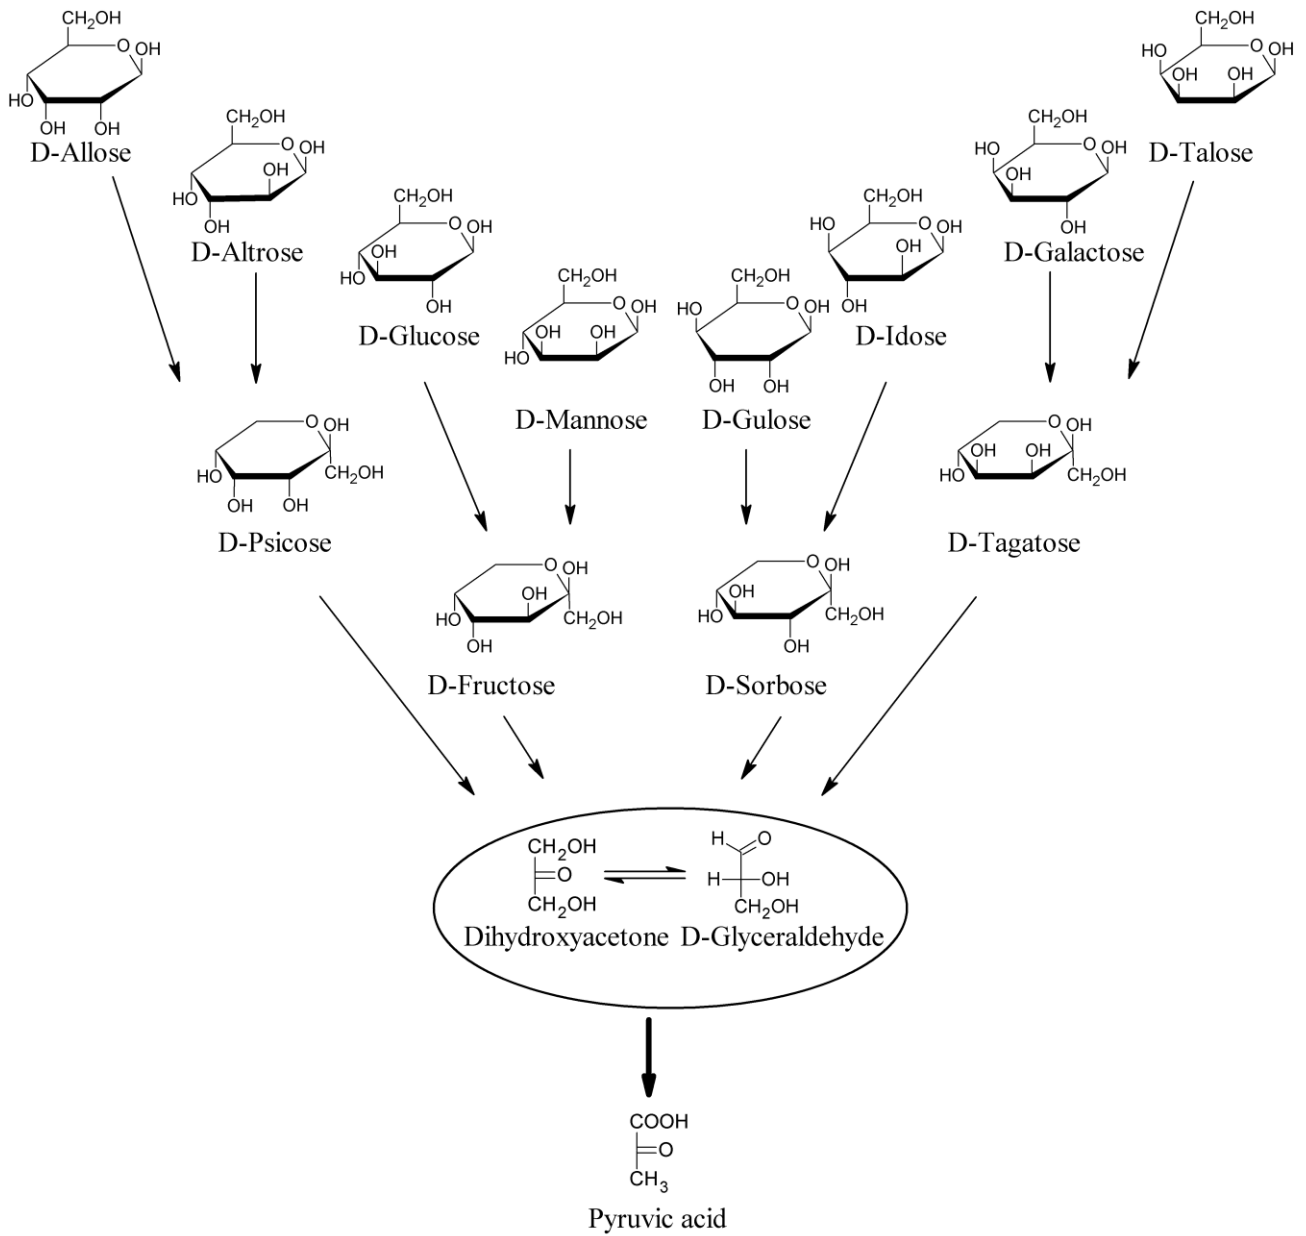 CH2OH
O
OH
HO
OH
OH
D-Allose
CH2OH
O
OH
OH
HO
OH
D-Altrose
CH2OH
O
OH
OH
HO
OH
D-Glucose
CH2OH
O
OH
OH
OH
HO
D-Mannose
CH2OH
HO
O
OH
OH
OH
D-Gulose
CH2OH
HO
O
OH
OH
OH
D-Idose
CH2OH
HO
O
OH
OH
OH
D-Galactose
CH2OH
HO
O
OH
OH
OH
D-Talose
O
OH
HO
CH2OH
OH
OH
D-Psicose
O
OH
OH
HO
CH2OH
OH
D-Fructose
O
OH
OH
HO
CH2OH
OH
D-Sorbose
O
OH
OH
OH
HO
CH2OH
D-Tagatose
CH2OH
O
CH2OH
Dihydroxyacetone
H
O
H
OH
CH2OH
D-Glyceraldehyde
COOH
O
CH3
Pyruvic acid